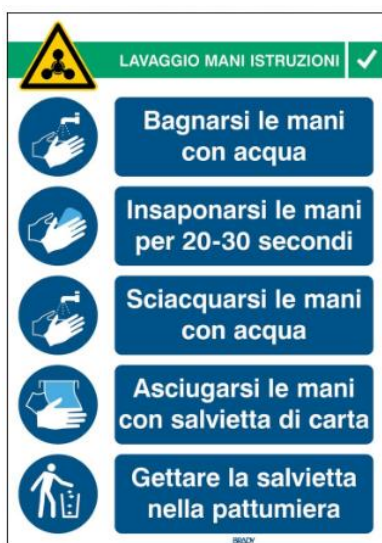 LAVAGGIO MANI ISTRUZIONI
Bagnarsi le mani
con acqua
Insaponarsi le mani
per 20-30 secondi
Sciacquarsi le mani
con acqua
Asciugarsi le mani
con salvietta di carta
Gettare la salvietta
nella pattumiera
BRADY